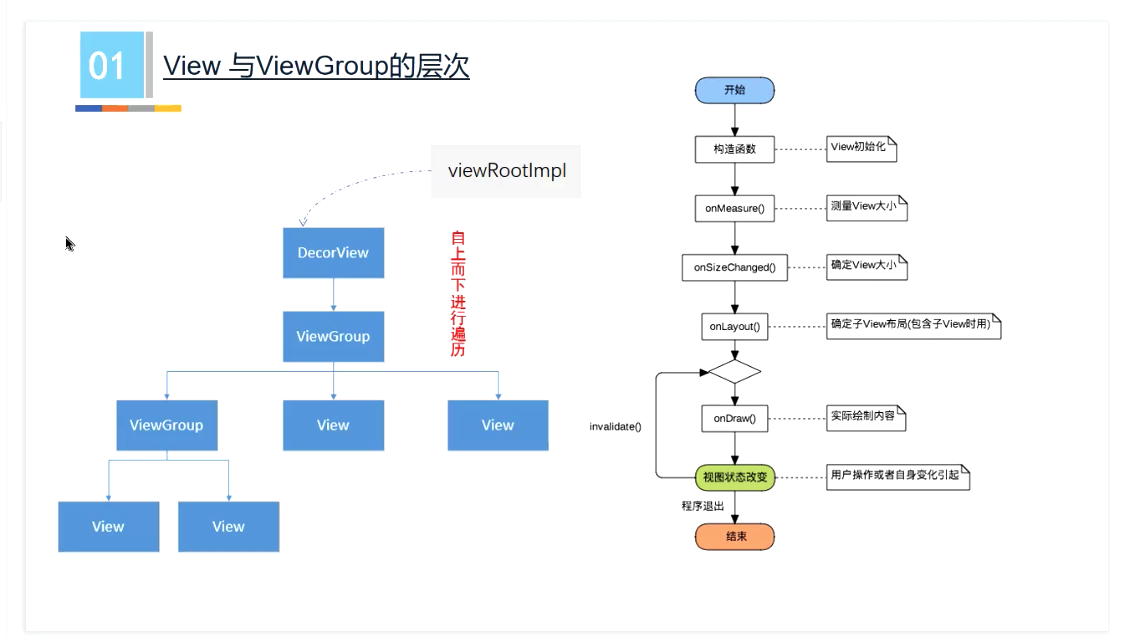 01
View 与ViewGroup的层次
viewRootImpl
DecorView
自上而下进行遍历
ViewGroup
ViewGroup
View
View
View
View
开始
构造函数
View初始化
onMeasure()
测量View大小
onSizeChanged()
确定View大小
onLayout()
确定子View布局(包含子View时用)
invalidate()
onDraw()
实际绘制内容
视图状态改变
用户操作或者自身变化引起
程序退出
结束